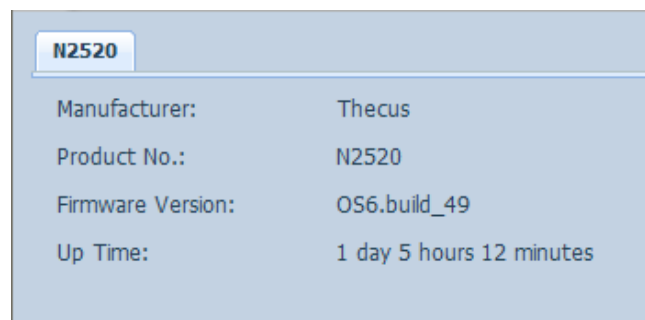 N2520
Manufacturer: Thecus
Product No.: N2520
Firmware Version: OS6.build_49
Up Time: 1 day 5 hours 12 minutes